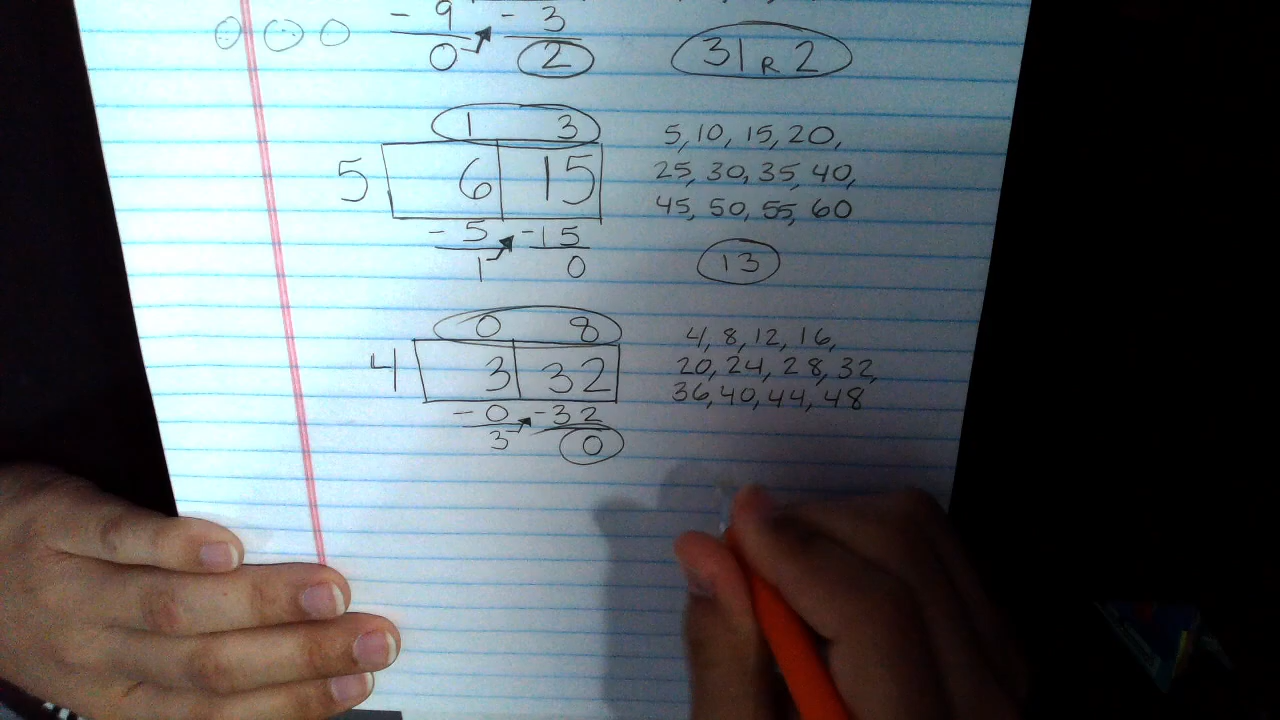 - 9 - 3
0 2 31 R 2
1 3
5 6 15
- 5 -15
1 0
5, 10, 15, 20,
25, 30, 35, 40,
45, 50, 55, 60
13
0 8
4 3 32
- 0 -32
3 0
4, 8, 12, 16,
20, 24, 28, 32,
36, 40, 44, 48